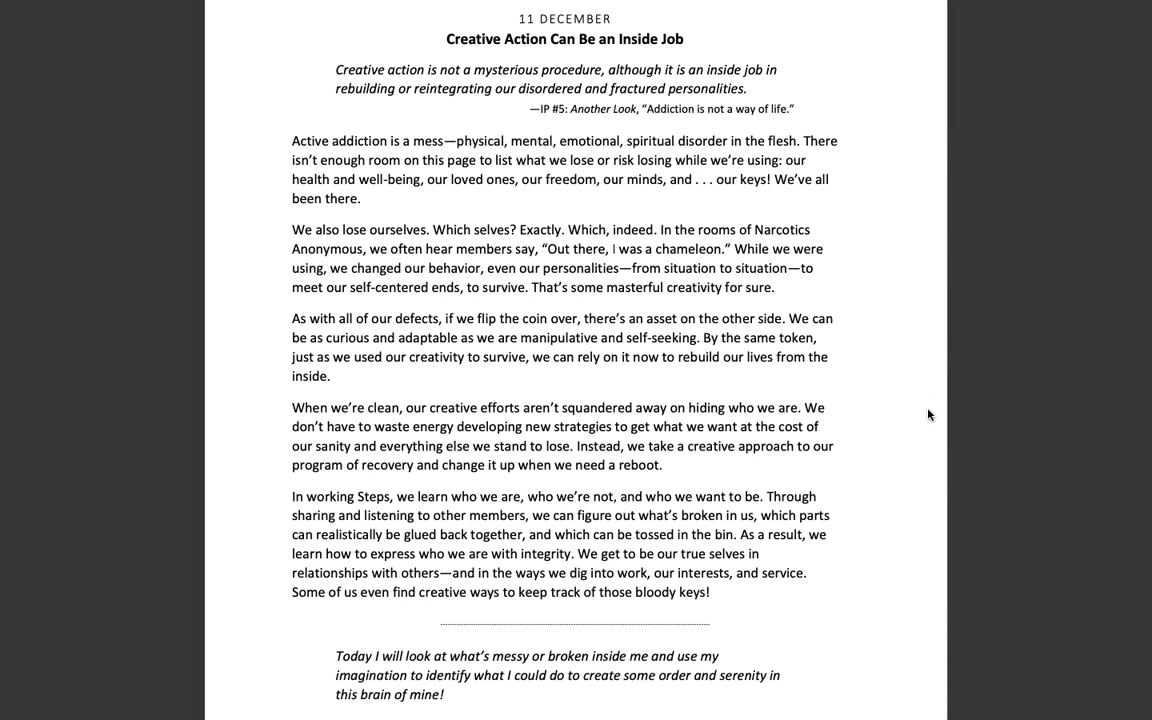 11 DECEMBER
Creative Action Can Be an Inside Job
Creative action is not a mysterious procedure, although it is an inside job in
rebuilding or reintegrating our disordered and fractured personalities.
—IP #5: Another Look, “Addiction is not a way of life.”
Active addiction is a mess—physical, mental, emotional, spiritual disorder in the flesh. There
isn’t enough room on this page to list what we lose or risk losing while we’re using: our
health and well-being, our loved ones, our freedom, our minds, and . . . our keys! We’ve all
been there.
We also lose ourselves. Which selves? Exactly. Which, indeed. In the rooms of Narcotics
Anonymous, we often hear members say, “Out there, I was a chameleon.” While we were
using, we changed our behavior, even our personalities—from situation to situation—to
meet our self-centered ends, to survive. That’s some masterful creativity for sure.
As with all of our defects, if we flip the coin over, there’s an asset on the other side. We can
be as curious and adaptable as we are manipulative and self-seeking. By the same token,
just as we used our creativity to survive, we can rely on it now to rebuild our lives from the
inside.
When we’re clean, our creative efforts aren’t squandered away on hiding who we are. We
don’t have to waste energy developing new strategies to get what we want at the cost of
our sanity and everything else we stand to lose. Instead, we take a creative approach to our
program of recovery and change it up when we need a reboot.
In working Steps, we learn who we are, who we’re not, and who we want to be. Through
sharing and listening to other members, we can figure out what’s broken in us, which parts
can realistically be glued back together, and which can be tossed in the bin. As a result, we
learn how to express who we are with integrity. We get to be our true selves in
relationships with others—and in the ways we dig into work, our interests, and service.
Some of us even find creative ways to keep track of those bloody keys!
Today I will look at what’s messy or broken inside me and use my
imagination to identify what I could do to create some order and serenity in
this brain of mine!